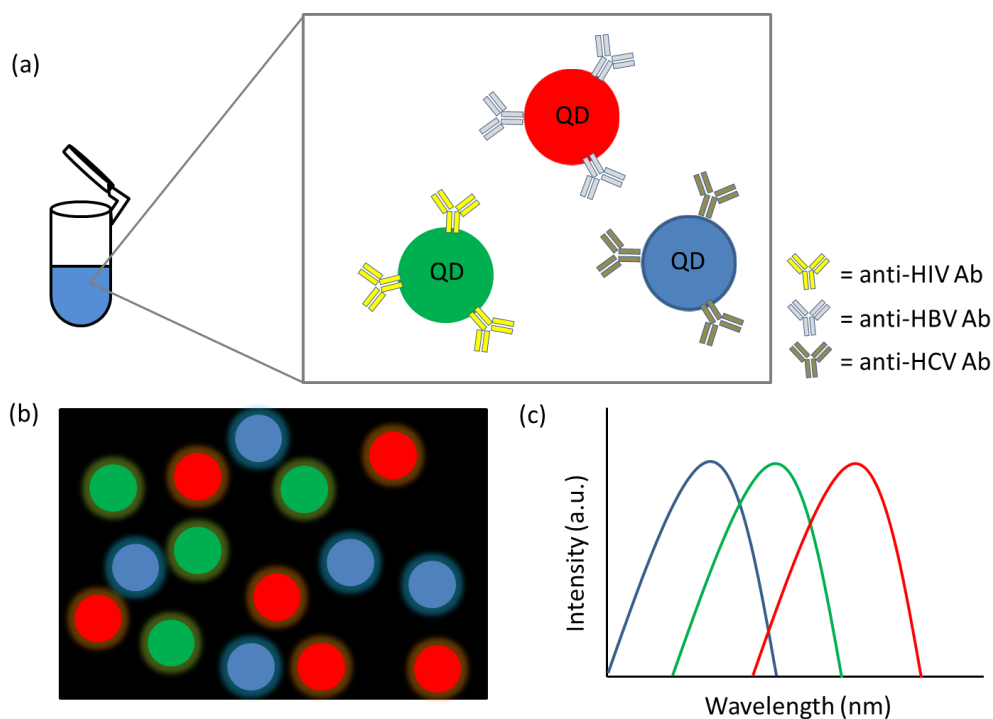 (a)
QD
QD
QD
= anti-HIV Ab
= anti-HBV Ab
= anti-HCV Ab
(b)
(c)
Intensity (a.u.)
Wavelength (nm)